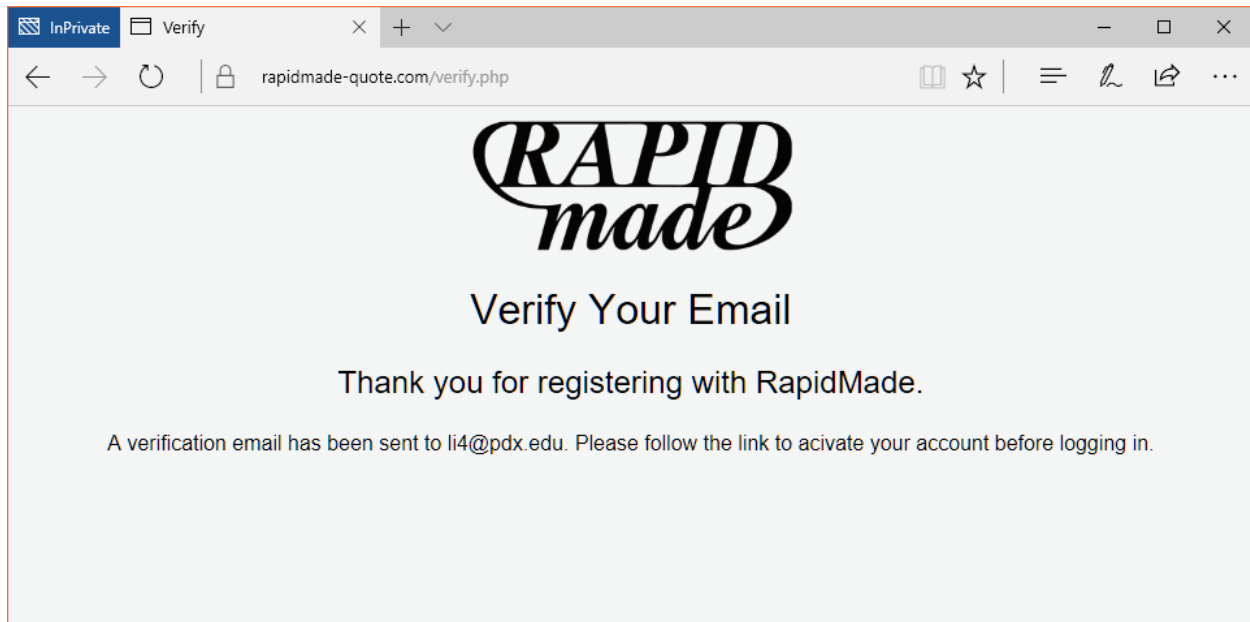 InPrivate Verify
rapidmade-quote.com/verify.php
RAPID
made
Verify Your Email
Thank you for registering with RapidMade.
A verification email has been sent to li4@pdx.edu. Please follow the link to acivate your account before logging in.